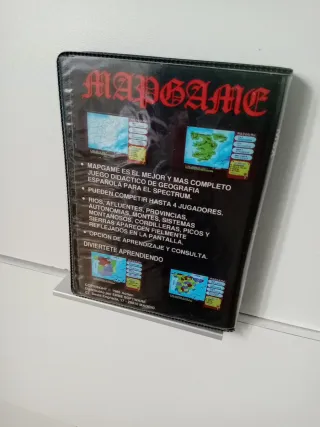 MAPGAME
• MAPGAME ES EL MEJOR Y MAS COMPLETO
JUEGO DIDACTICO DE GEOGRAFIA
ESPAÑOLA PARA EL SPECTRUM.
• PUEDEN COMPETIR HASTA 4 JUGADORES.
• RIOS, AFLUENTES, PROVINCIAS,
AUTONOMIAS, MONTES, SISTEMAS
MONTAÑOSOS, CORDILLERAS, PICOS Y
SIERRAS APARECEN FIELMENTE
REFLEJADOS EN LA PANTALLA.
• OPCION DE APRENDIZAJE Y CONSULTA.
DIVIERTETE APRENDIENDO